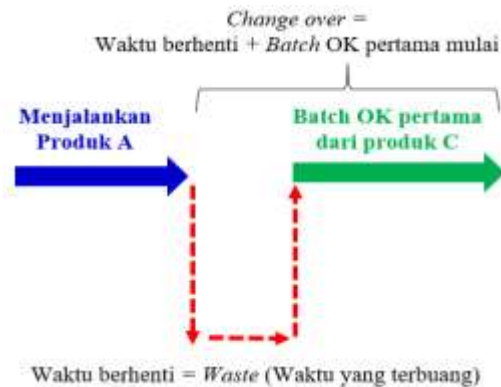 Change over =
Waktu berhenti + Batch OK pertama mulai
Menjalankan
Produk A
Batch OK pertama
dari produk C
Waktu berhenti = Waste (Waktu yang terbuang)